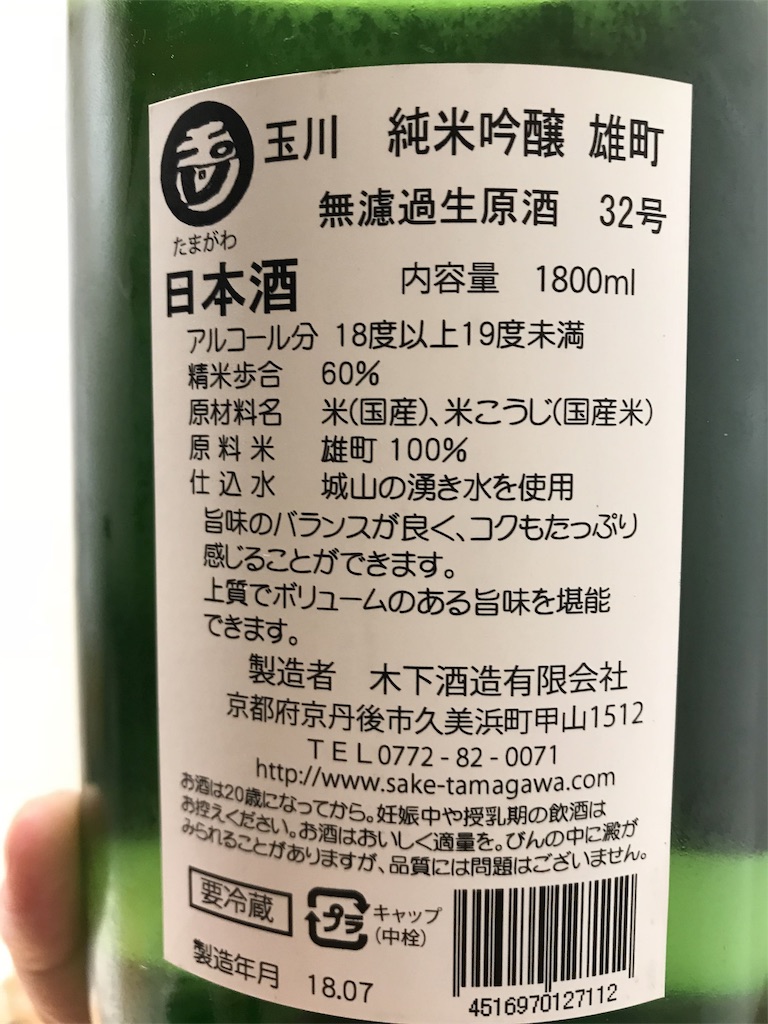 玉川 純米吟醸 雄町
無濾過生原酒 32号
たまがわ
日本酒 内容量 1800ml
アルコール分 18度以上19度未満
精米歩合 60%
原材料名 米(国産)、米こうじ(国産米)
原料米 雄町 100%
仕込水 城山の湧き水を使用
旨味のバランスが良く、コクもたっぷり
感じることができます。
上質でボリュームのある旨味を堪能
できます。
製造者 木下酒造有限会社
京都府京丹後市久美浜町甲山1512
TEL0772-82-0071
http://www.sake-tamagawa.com
お酒は20歳になってから。妊娠中や授乳期の飲酒は
お控えください。お酒はおいしく適量を。びんの中に澱が
みられることがありますが、品質には問題はございません。
要冷蔵
プラ
キャップ
(中栓)
製造年月 18.07
4516970127112